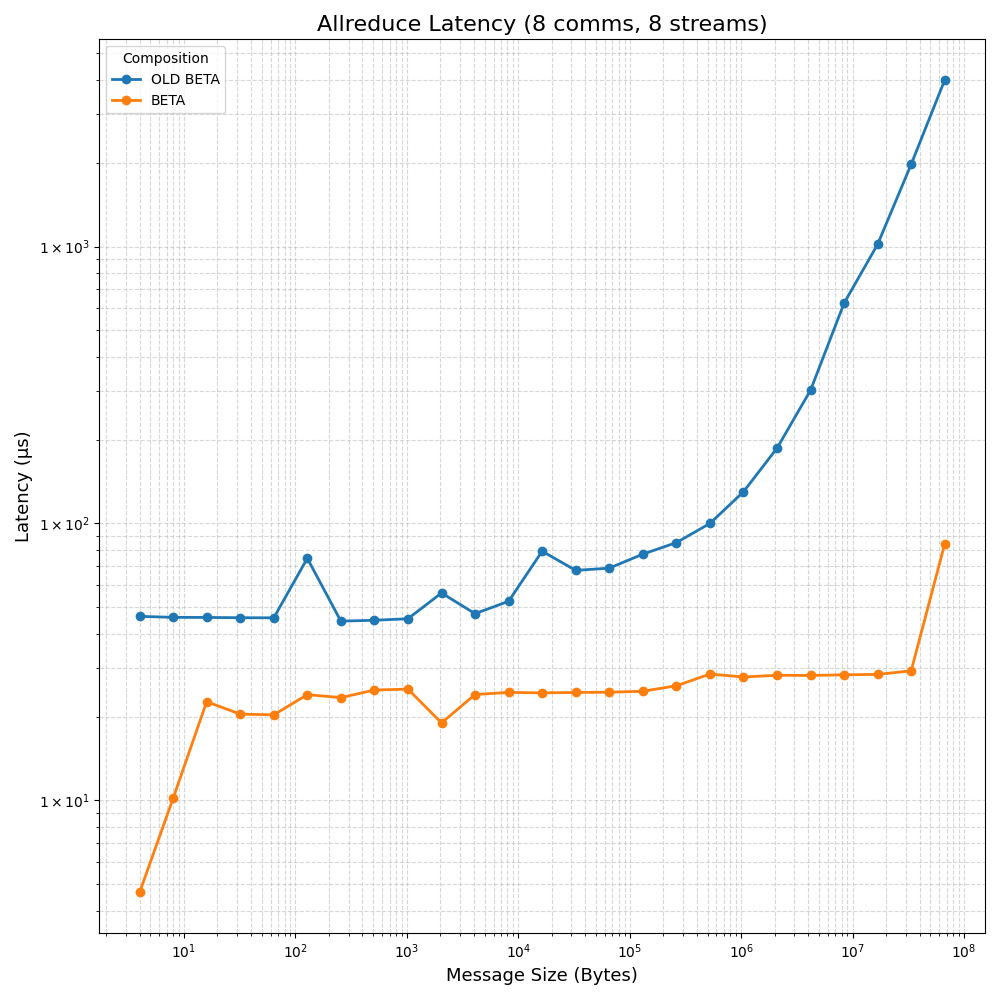 Allreduce Latency (8 comms, 8 streams)
Composition
OLD BETA
BETA
Latency (µs)
1 × 10³
1 × 10²
1 × 10¹
10¹ 10² 10³ 10⁴ 10⁵ 10⁶ 10⁷ 10⁸
Message Size (Bytes)